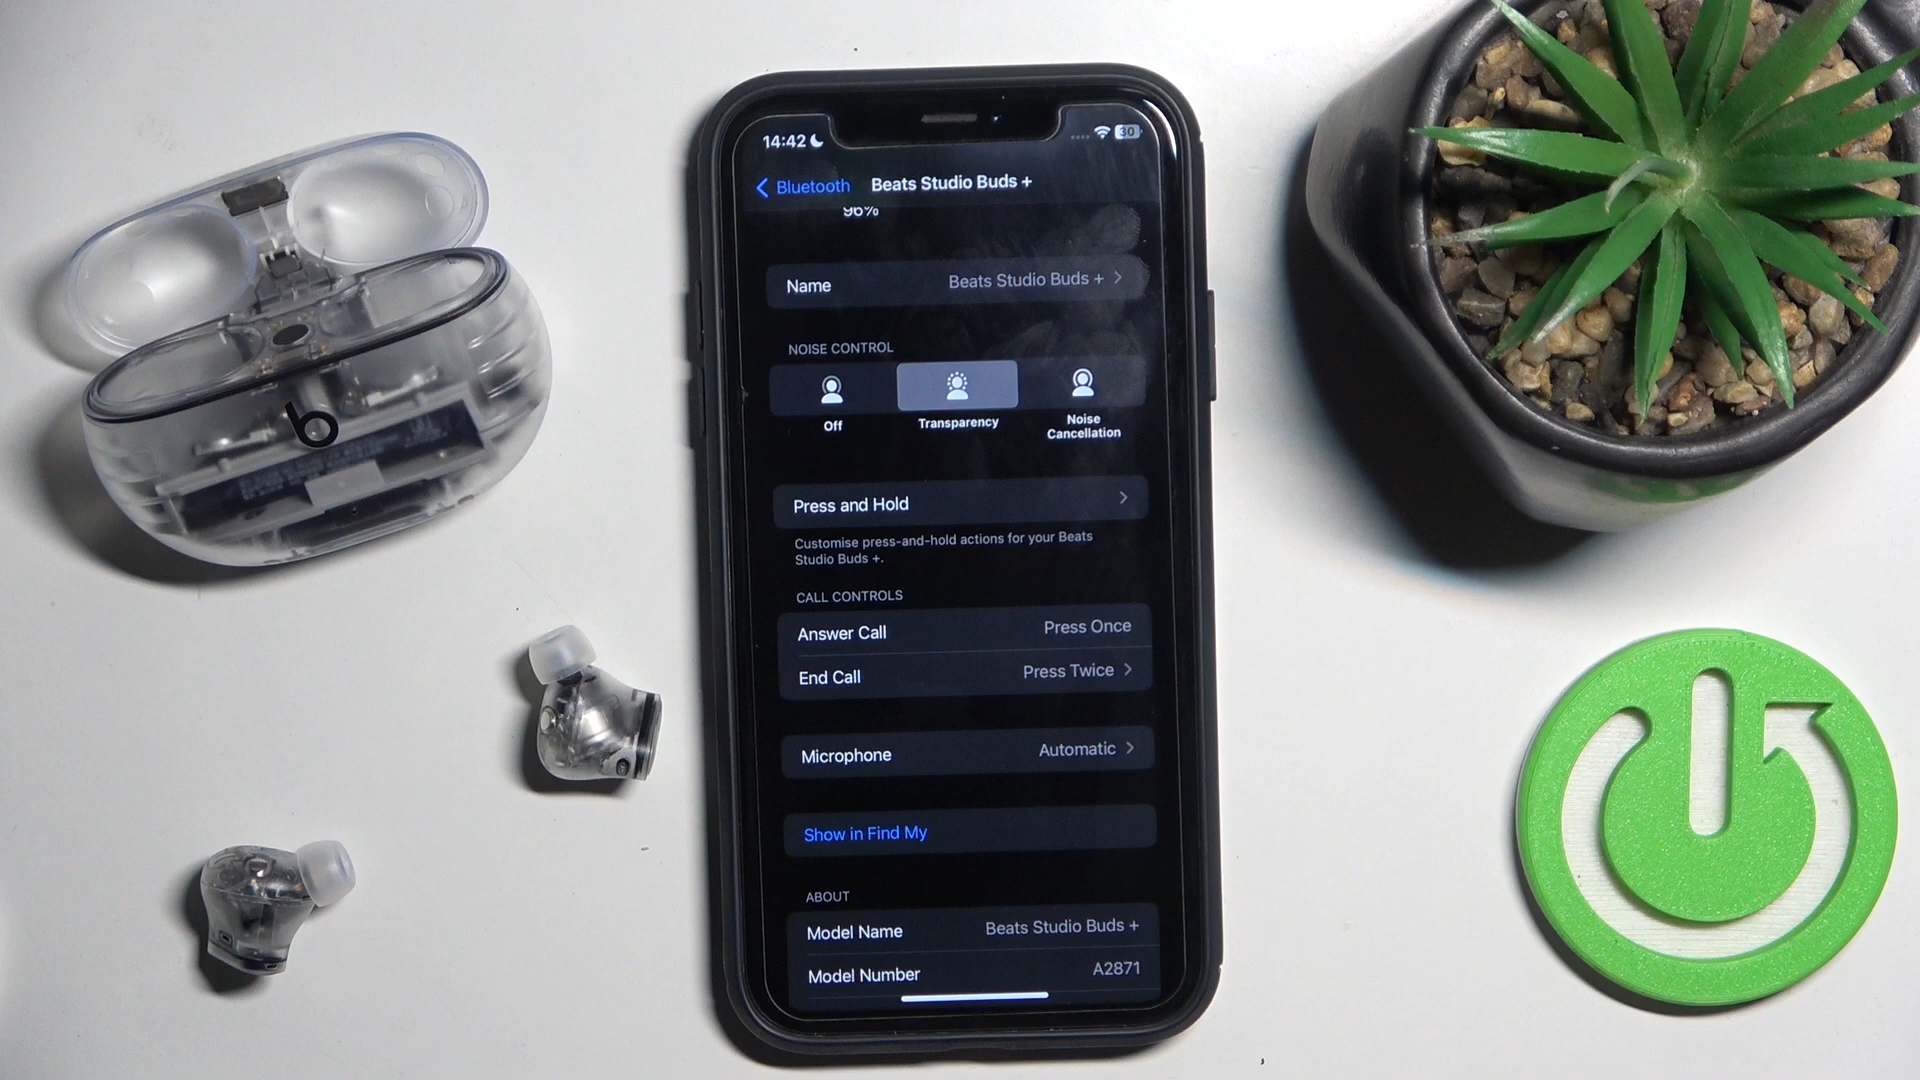 14:42
30
Bluetooth Beats Studio Buds +
96%
Name Beats Studio Buds +
NOISE CONTROL
Off Transparency Noise Cancellation
Press and Hold
Customise press-and-hold actions for your Beats
Studio Buds +.
CALL CONTROLS
Answer Call Press Once
End Call Press Twice
Microphone Automatic
Show in Find My
ABOUT
Model Name Beats Studio Buds +
Model Number A2871
b